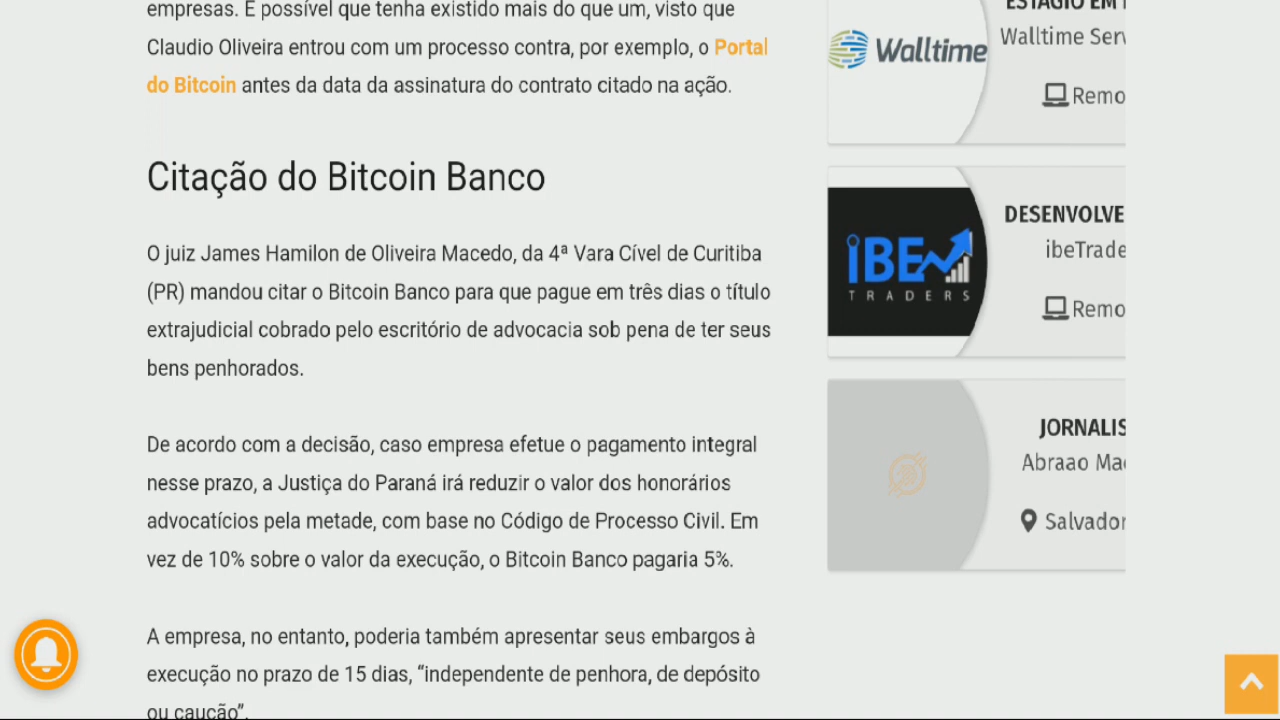 empresas. É possível que tenha existido mais do que um, visto que
Claudio Oliveira entrou com um processo contra, por exemplo, o Portal
do Bitcoin antes da data da assinatura do contrato citado na ação.
Citação do Bitcoin Banco
O juiz James Hamilon de Oliveira Macedo, da 4ª Vara Cível de Curitiba
(PR) mandou citar o Bitcoin Banco para que pague em três dias o título
extrajudicial cobrado pelo escritório de advocacia sob pena de ter seus
bens penhorados.
De acordo com a decisão, caso empresa efetue o pagamento integral
nesse prazo, a Justiça do Paraná irá reduzir o valor dos honorários
advocatícios pela metade, com base no Código de Processo Civil. Em
vez de 10% sobre o valor da execução, o Bitcoin Banco pagaria 5%.
A empresa, no entanto, poderia também apresentar seus embargos à
execução no prazo de 15 dias, “independente de penhora, de depósito
ou caução”.
ESTÁGIO EM
Walltime
Walltime Serv
Remo
iBE
TRADERS
DESENVOLVE
ibeTrade
Remo
JORNALIS
Abraao Ma
Salvador